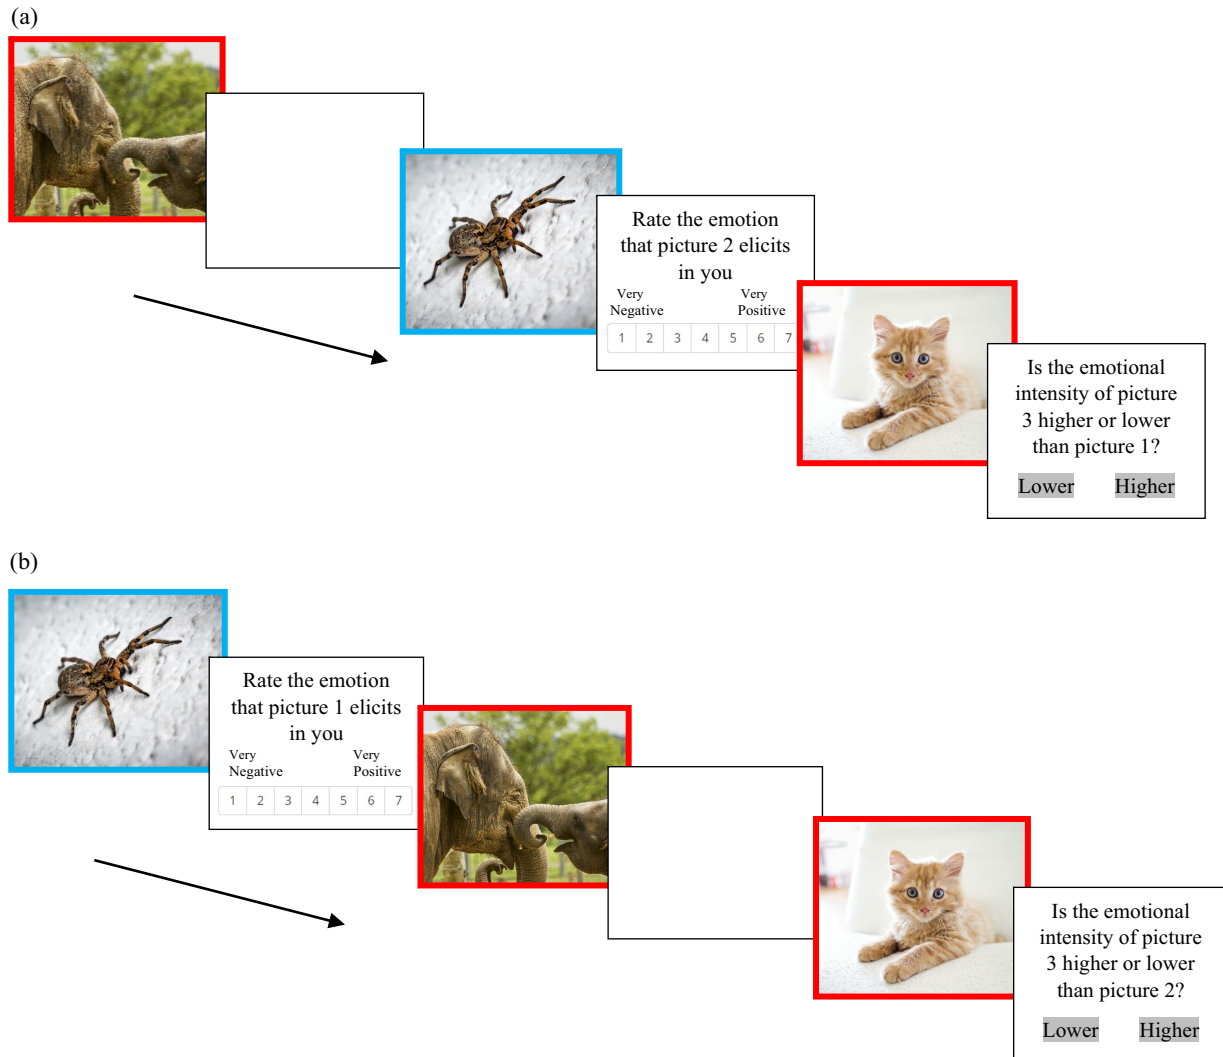 (a)
Rate the emotion
that picture 2 elicits
in you
Very Negative
Very Positive
1 2 3 4 5 6 7
Is the emotional
intensity of picture
3 higher or lower
than picture 1?
Lower Higher
(b)
Rate the emotion
that picture 1 elicits
in you
Very Negative
Very Positive
1 2 3 4 5 6 7
Is the emotional
intensity of picture
3 higher or lower
than picture 2?
Lower Higher